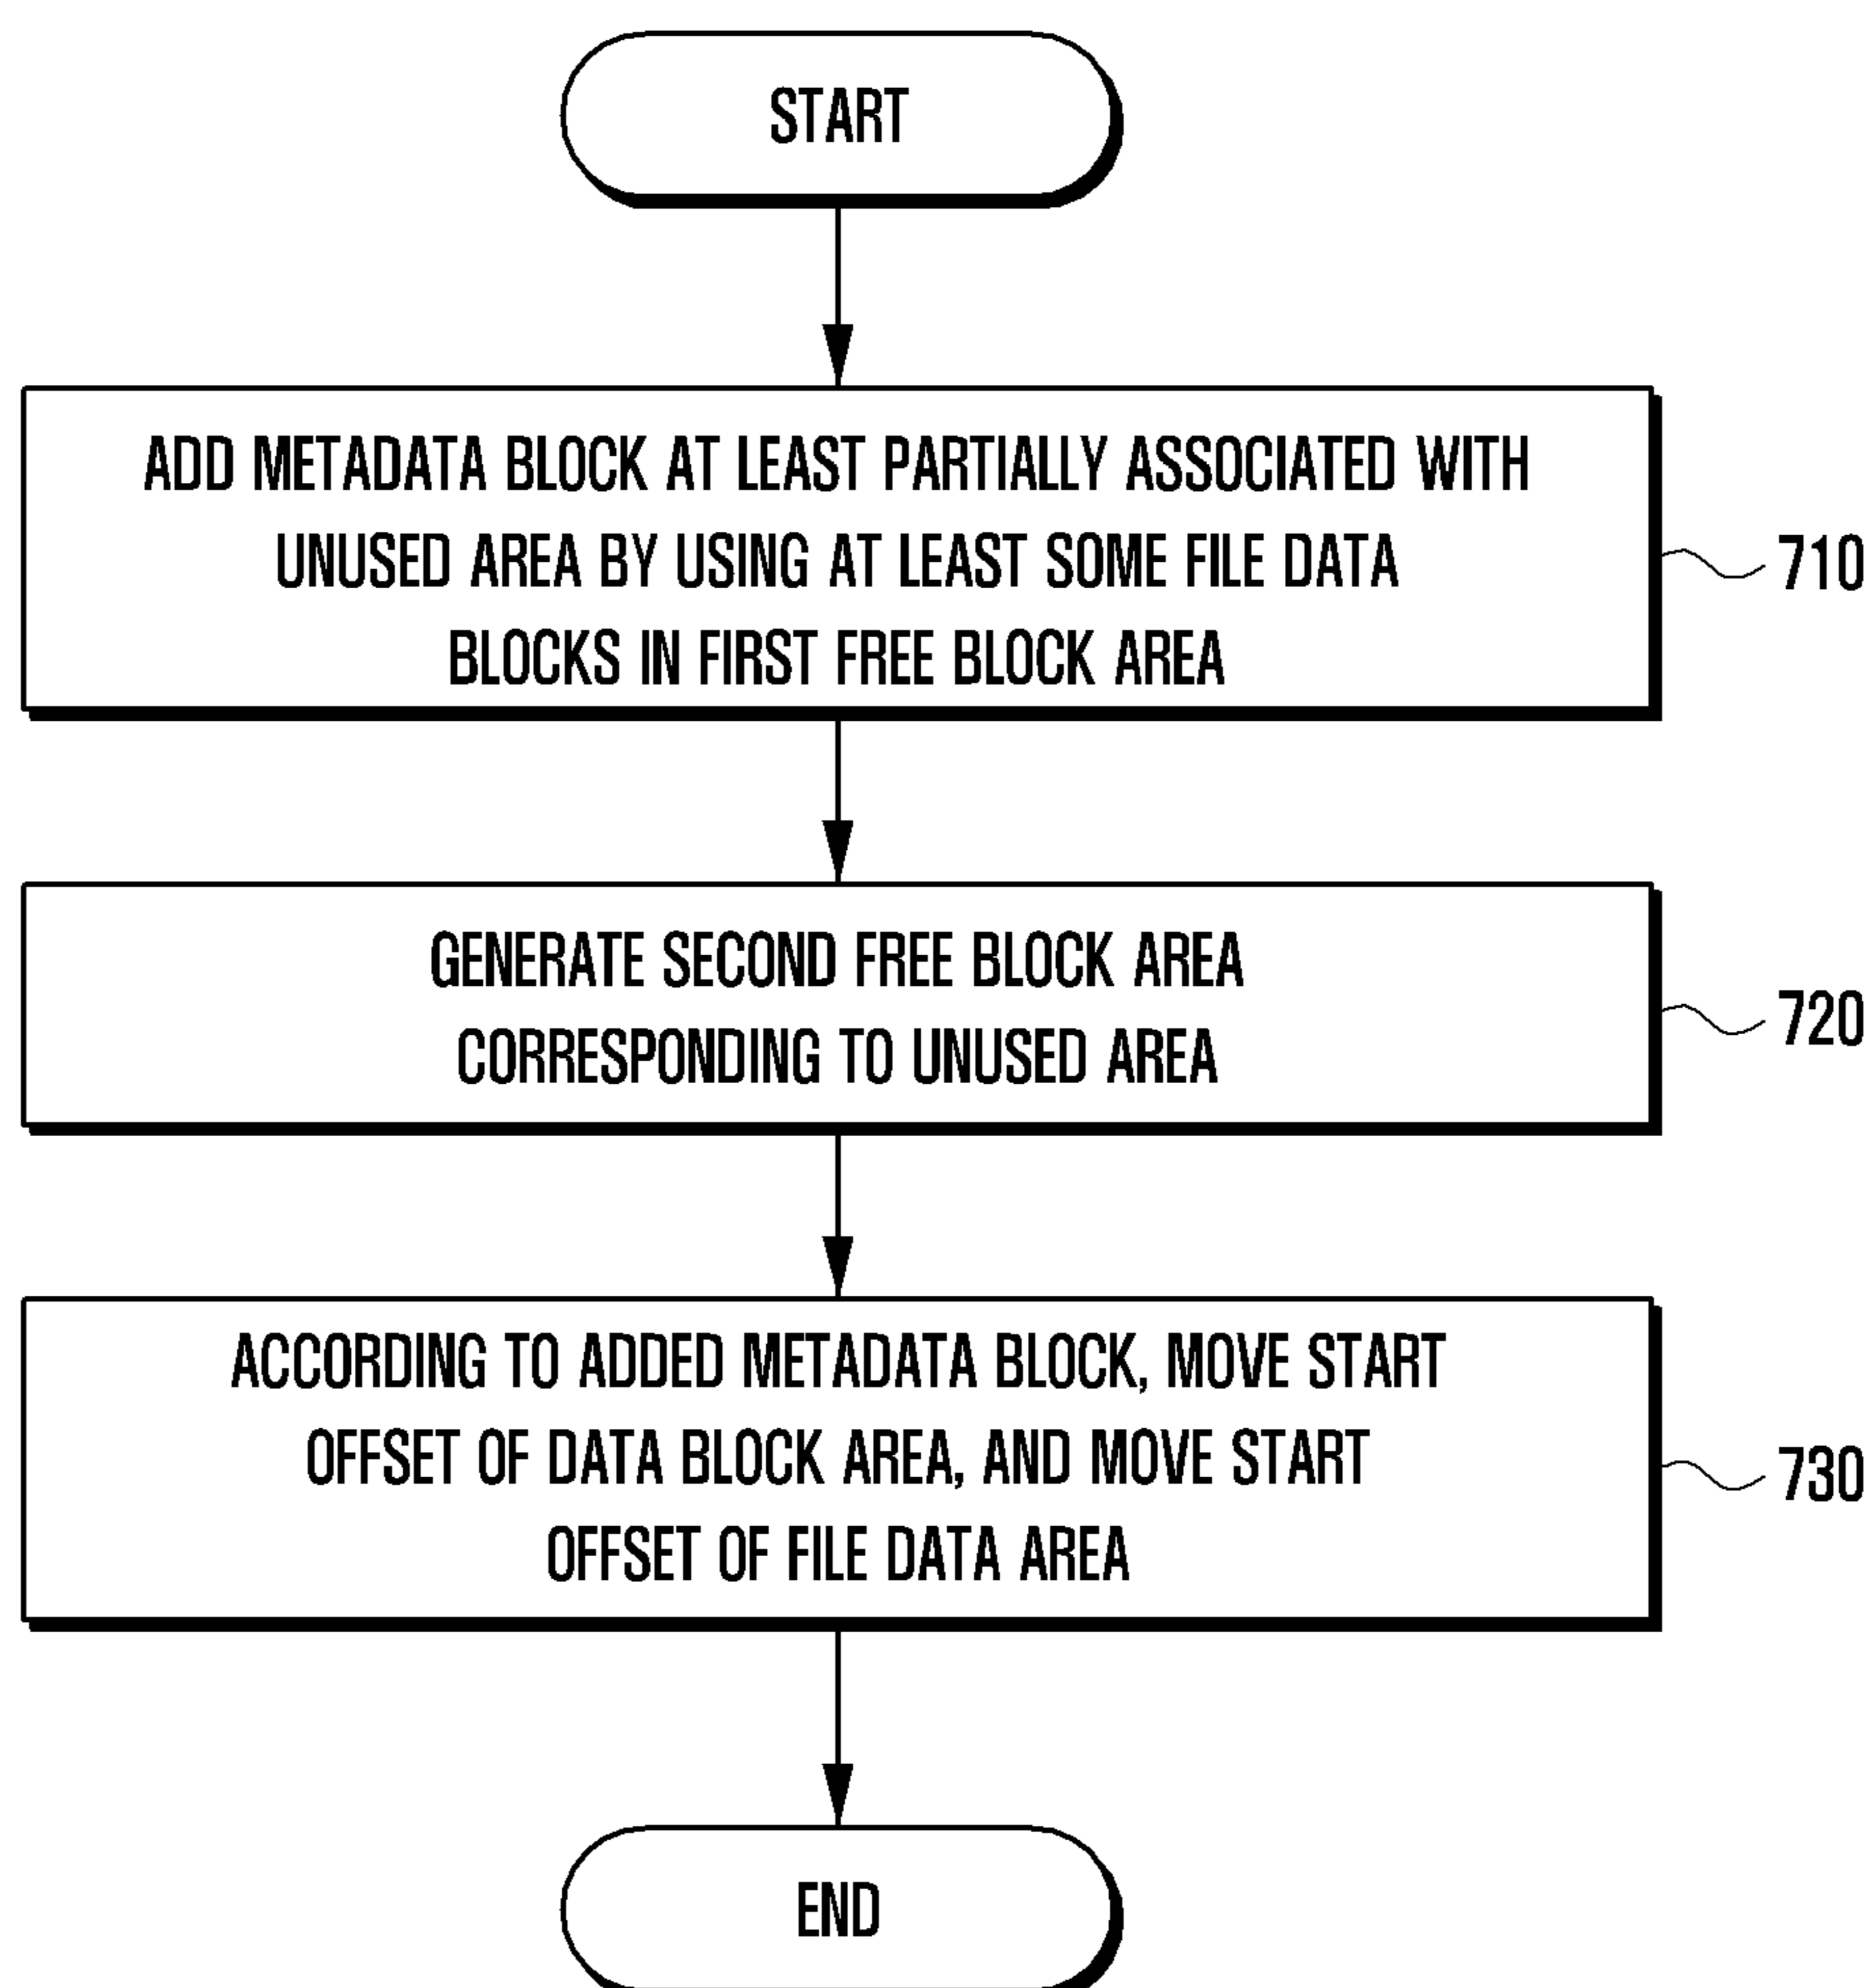 START
ADD METADATA BLOCK AT LEAST PARTIALLY ASSOCIATED WITH
UNUSED AREA BY USING AT LEAST SOME FILE DATA
BLOCKS IN FIRST FREE BLOCK AREA
710
GENERATE SECOND FREE BLOCK AREA
CORRESPONDING TO UNUSED AREA
720
ACCORDING TO ADDED METADATA BLOCK, MOVE START
OFFSET OF DATA BLOCK AREA, AND MOVE START
OFFSET OF FILE DATA AREA
730
END